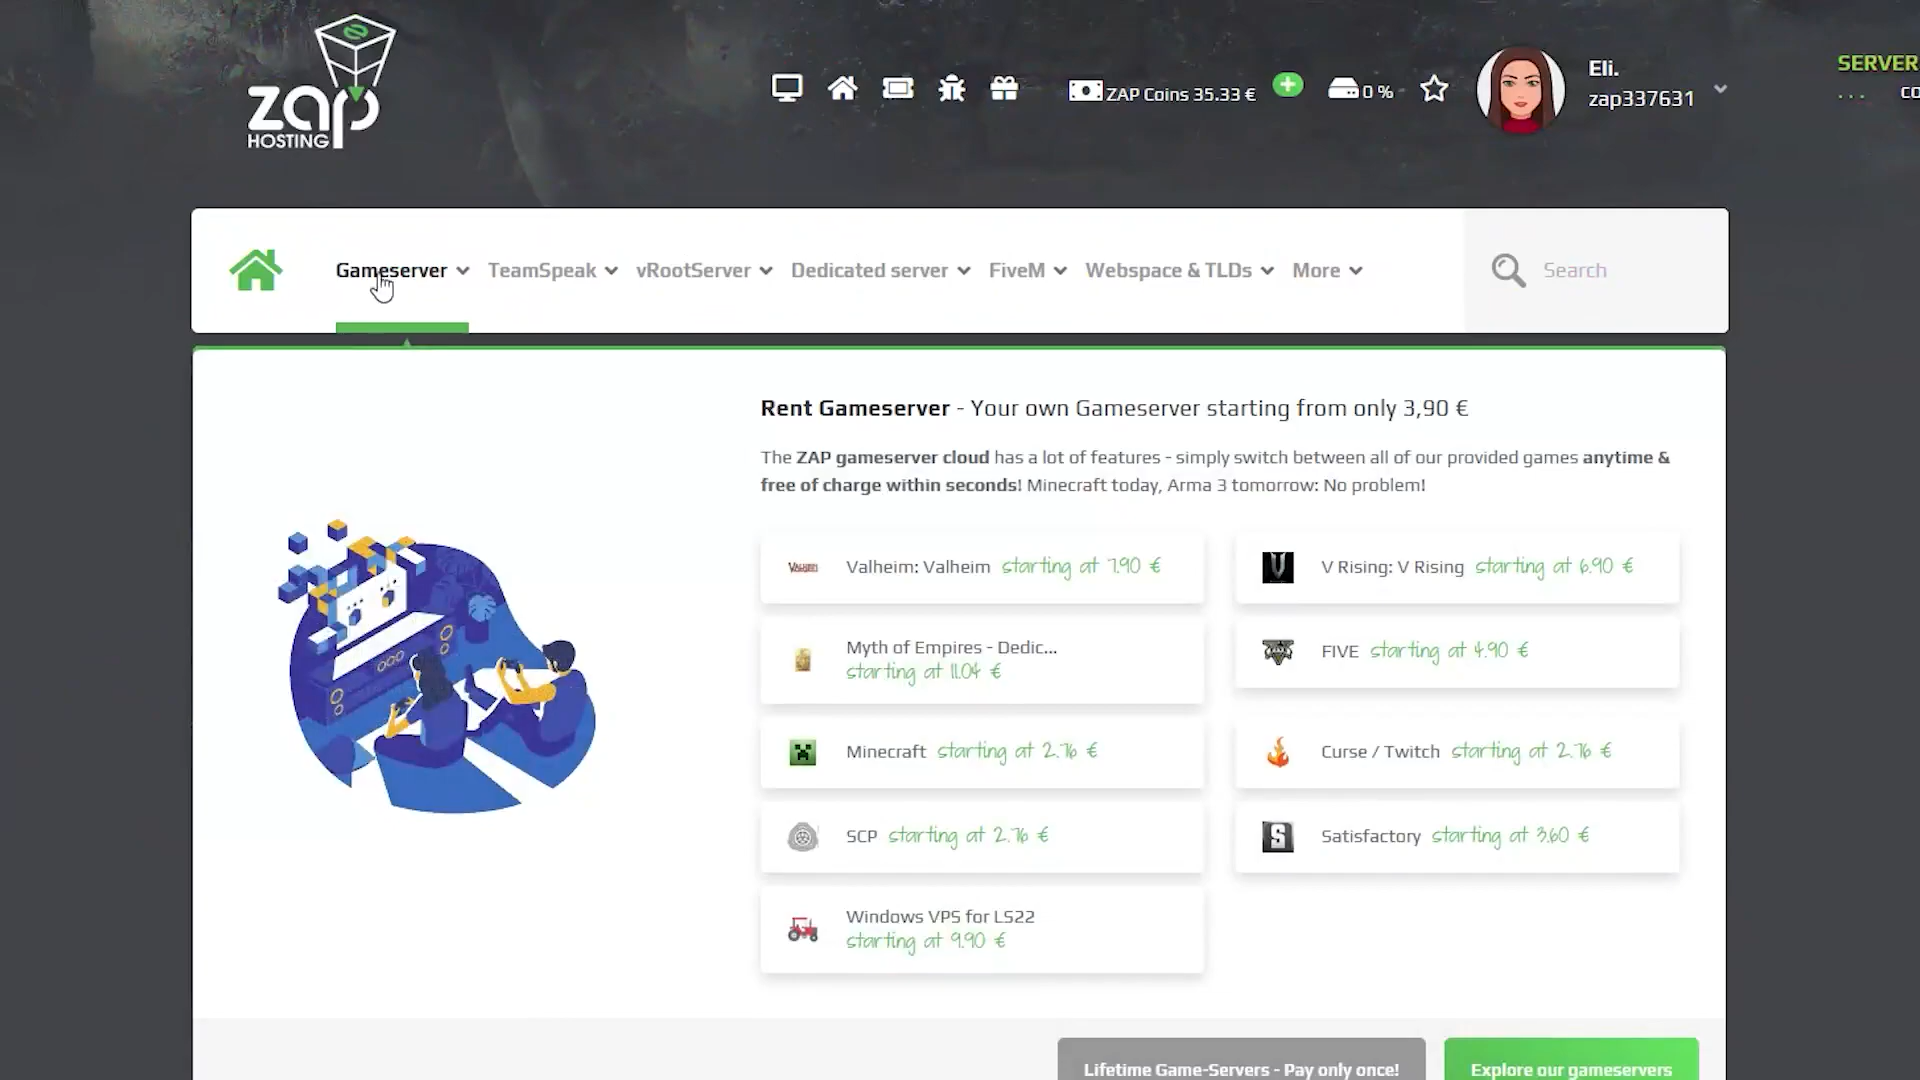 zap
HOSTING
ZAP Coins 35.33 €
0 %
Eli.
zap337631
SERVER
...
Gameserver
TeamSpeak
vRootServer
Dedicated server
FiveM
Webspace & TLDs
More
Search
Rent Gameserver - Your own Gameserver starting from only 3,90 €
The ZAP gameserver cloud has a lot of features - simply switch between all of our provided games anytime &
free of charge within seconds! Minecraft today, Arma 3 tomorrow: No problem!
Valheim: Valheim starting at 7.90 €
V Rising: V Rising starting at 6.90 €
Myth of Empires - Dedic...
starting at 11.04 €
FIVE starting at 4.90 €
Minecraft starting at 2.76 €
Curse / Twitch starting at 2.76 €
SCP starting at 2.76 €
Satisfactory starting at 3.60 €
Windows VPS for LS22
starting at 9.90 €
Lifetime Game-Servers - Pay only once!
Explore our gameservers